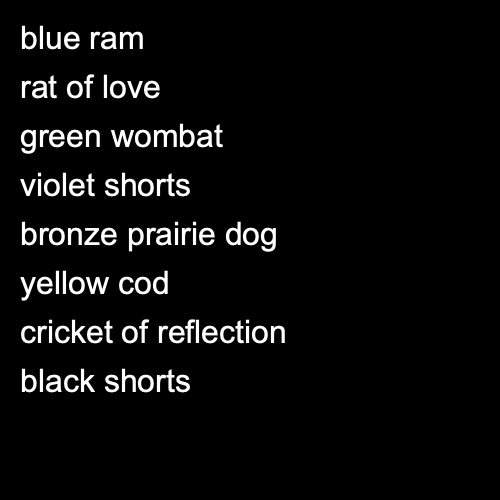 blue ram
rat of love
green wombat
violet shorts
bronze prairie dog
yellow cod
cricket of reflection
black shorts